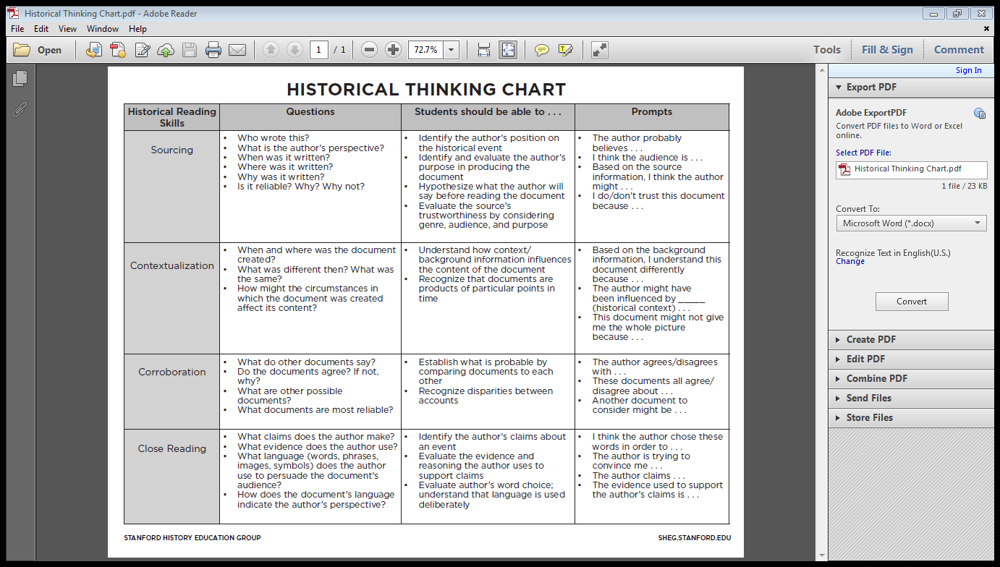 Historical Thinking Chart.pdf - Adobe Reader
File Edit View Window Help
Open 1 / 1 72.7% Tools Fill & Sign Comment
HISTORICAL THINKING CHART
Historical Reading
Skills
Questions
Students should be able to . . .
Prompts
Sourcing
• Who wrote this?
• What is the author's perspective?
• When was it written?
• Where was it written?
• Why was it written?
• Is it reliable? Why? Why not?
• Identify the author's position on
the historical event
• Identify and evaluate the author's
purpose in producing the
document
• Hypothesize what the author will
say before reading the document
• Evaluate the source's
trustworthiness by considering
genre, audience, and purpose
• The author probably
believes . . .
• I think the audience is . . .
• Based on the source
information, I think the author
might . . .
• I do/don't trust this document
because . . .
Contextualization
• When and where was the document
created?
• What was different then? What was
the same?
• How might the circumstances in
which the document was created
affect its content?
• Understand how context/
background information influences
the content of the document
• Recognize that documents are
products of particular points in
time
• Based on the background
information, I understand this
document differently
because . . .
• The author might have
been influenced by _____
(historical context) . . .
• This document might not give
me the whole picture
because . . .
Corroboration
• What do other documents say?
• Do the documents agree? If not,
why?
• What are other possible
documents?
• What documents are most reliable?
• Establish what is probable by
comparing documents to each
other
• Recognize disparities between
accounts
• The author agrees/disagrees
with . . .
• These documents all agree/
disagree about . . .
• Another document to
consider might be . . .
Close Reading
• What claims does the author make?
• What evidence does the author use?
• What language (words, phrases,
images, symbols) does the author
use to persuade the document's
audience?
• How does the document's language
indicate the author's perspective?
• Identify the author's claims about
an event
• Evaluate the evidence and
reasoning the author uses to
support claims
• Evaluate author's word choice;
understand that language is used
deliberately
• I think the author chose these
words in order to . . .
• The author is trying to
convince me . . .
• The author claims . . .
• The evidence used to support
the author's claims is . . .
STANFORD HISTORY EDUCATION GROUP
SHEG.STANFORD.EDU
Sign In
Export PDF
Adobe ExportPDF
Convert PDF files to Word or Excel
online.
Select PDF File:
Historical Thinking Chart.pdf
1 file / 23 KB
Convert To:
Microsoft Word (*.docx)
Recognize Text in English(U.S.)
Change
Convert
Create PDF
Edit PDF
Combine PDF
Send Files
Store Files